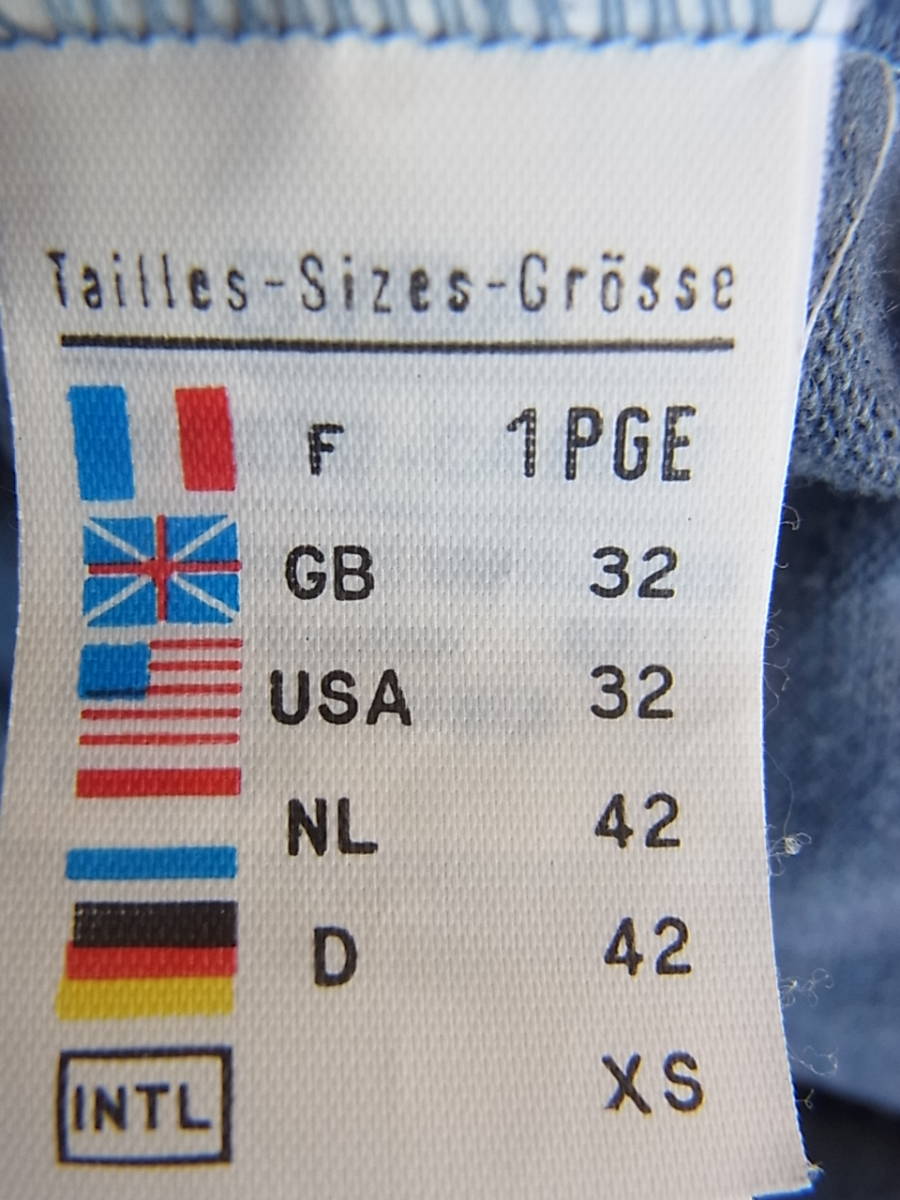 Tailles-Sizes-Grösse
F 1PGE
GB 32
USA 32
NL 42
D 42
INTL XS